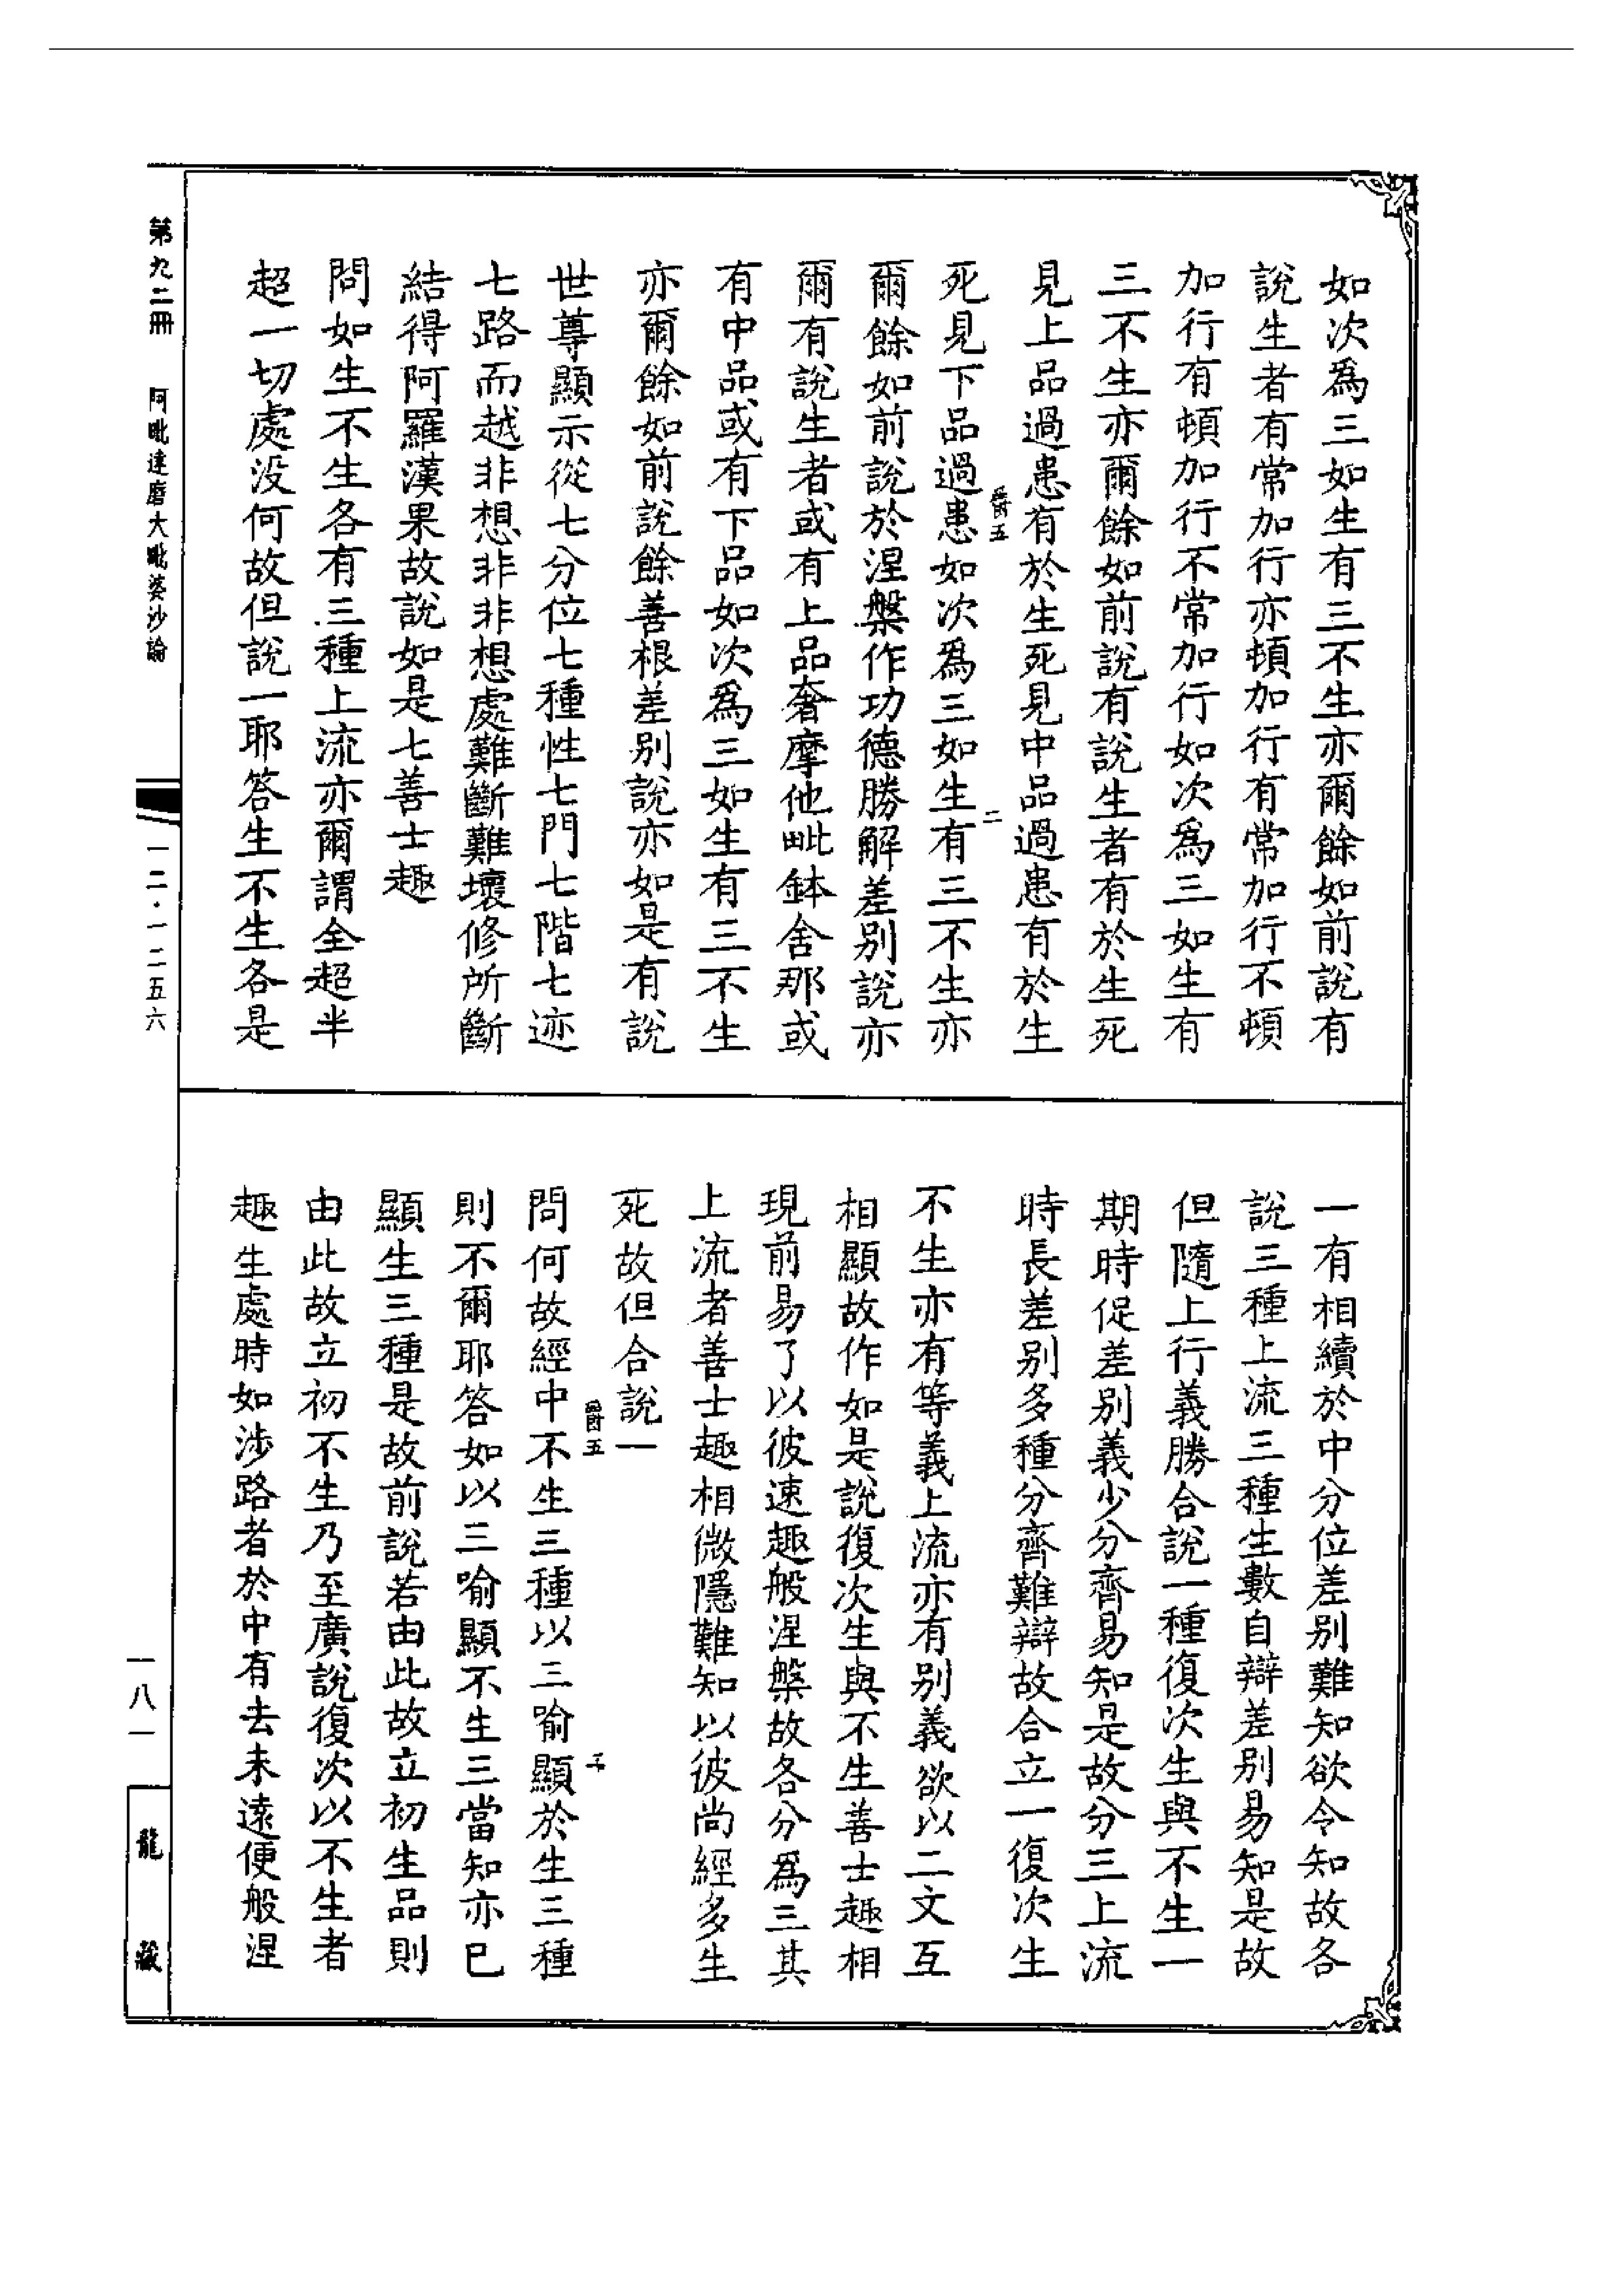 如次爲三如生有三不生亦爾餘如前說有
說生者有常加行亦頓加行有常加行不頓
加行有頓加行不常加行如次爲三如生有
三不生亦爾餘如前說有說生者有於生死
見上品過患有於生死見中品過患有於生
死見下品過患如次爲三如生有三不生亦
爵五
二
爾餘如前說於涅槃作功德勝解差别說亦
爾有說生者或有上品奢摩他毗鉢舍那或
有中品或有下品如次爲三如生有三不生
亦爾餘如前說餘善根差别說亦如是有說
世尊顯示從七分位七種性七門七階七迹
七路而越非想非非想處難斷難壞修所斷
結得阿羅漢果故說如是七善士趣
問如生不生各有三種上流亦爾謂全超半
超一切處没何故但說一耶答生不生各是
一有相續於中分位差别難知欲令知故各
說三種上流三種生數自辯差别易知是故
但隨上行義勝合說一種復次生與不生一
期時促差别義少分齊易知是故分三上流
時長差别多種分齊難辯故合立一復次生
不生亦有等義上流亦有别義欲以二文互
相顯故作如是說復次生與不生善士趣相
現前易了以彼速趣般涅槃故各分爲三其
上流者善士趣相微隱難知以彼尚經多生
死故但合說一
爵五
問何故經中不生三種以三喻顯於生三種
則不爾耶答如以三喻顯不生三當知亦已
顯生三種是故前說若由此故立初生品則
由此故立初不生乃至廣說復次以不生者
趣生處時如涉路者於中有去未遠便般涅
第九二冊 阿毗達磨大毗婆沙論
一二·一二五六
一八一
龍藏